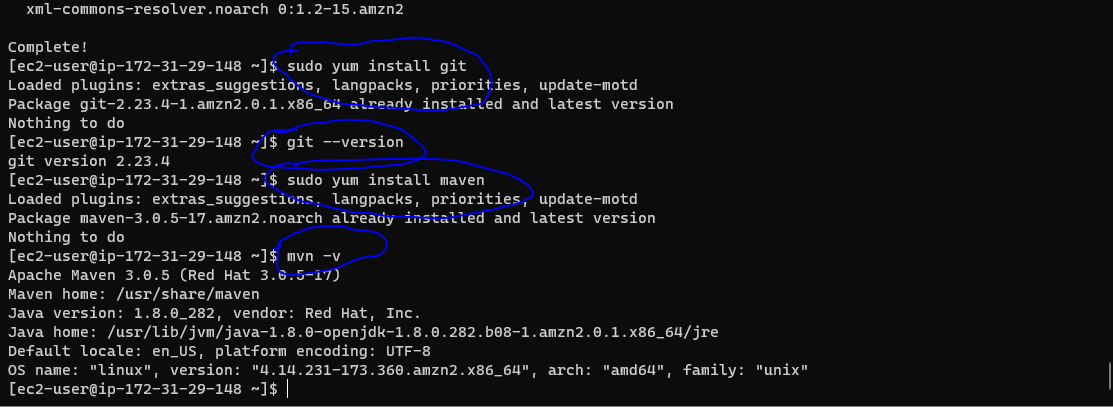 xml-commons-resolver.noarch 0:1.2-15.amzn2
Complete!
[ec2-user@ip-172-31-29-148 ~]$ sudo yum install git
Loaded plugins: extras_suggestions, langpacks, priorities, update-motd
Package git-2.23.4-1.amzn2.0.1.x86_64 already installed and latest version
Nothing to do
[ec2-user@ip-172-31-29-148 ~]$ git --version
git version 2.23.4
[ec2-user@ip-172-31-29-148 ~]$ sudo yum install maven
Loaded plugins: extras_suggestions, langpacks, priorities, update-motd
Package maven-3.0.5-17.amzn2.noarch already installed and latest version
Nothing to do
[ec2-user@ip-172-31-29-148 ~]$ mvn -v
Apache Maven 3.0.5 (Red Hat 3.0.5-17)
Maven home: /usr/share/maven
Java version: 1.8.0_282, vendor: Red Hat, Inc.
Java home: /usr/lib/jvm/java-1.8.0-openjdk-1.8.0.282.b08-1.amzn2.0.1.x86_64/jre
Default locale: en_US, platform encoding: UTF-8
OS name: "linux", version: "4.14.231-173.360.amzn2.x86_64", arch: "amd64", family: "unix"
[ec2-user@ip-172-31-29-148 ~]$